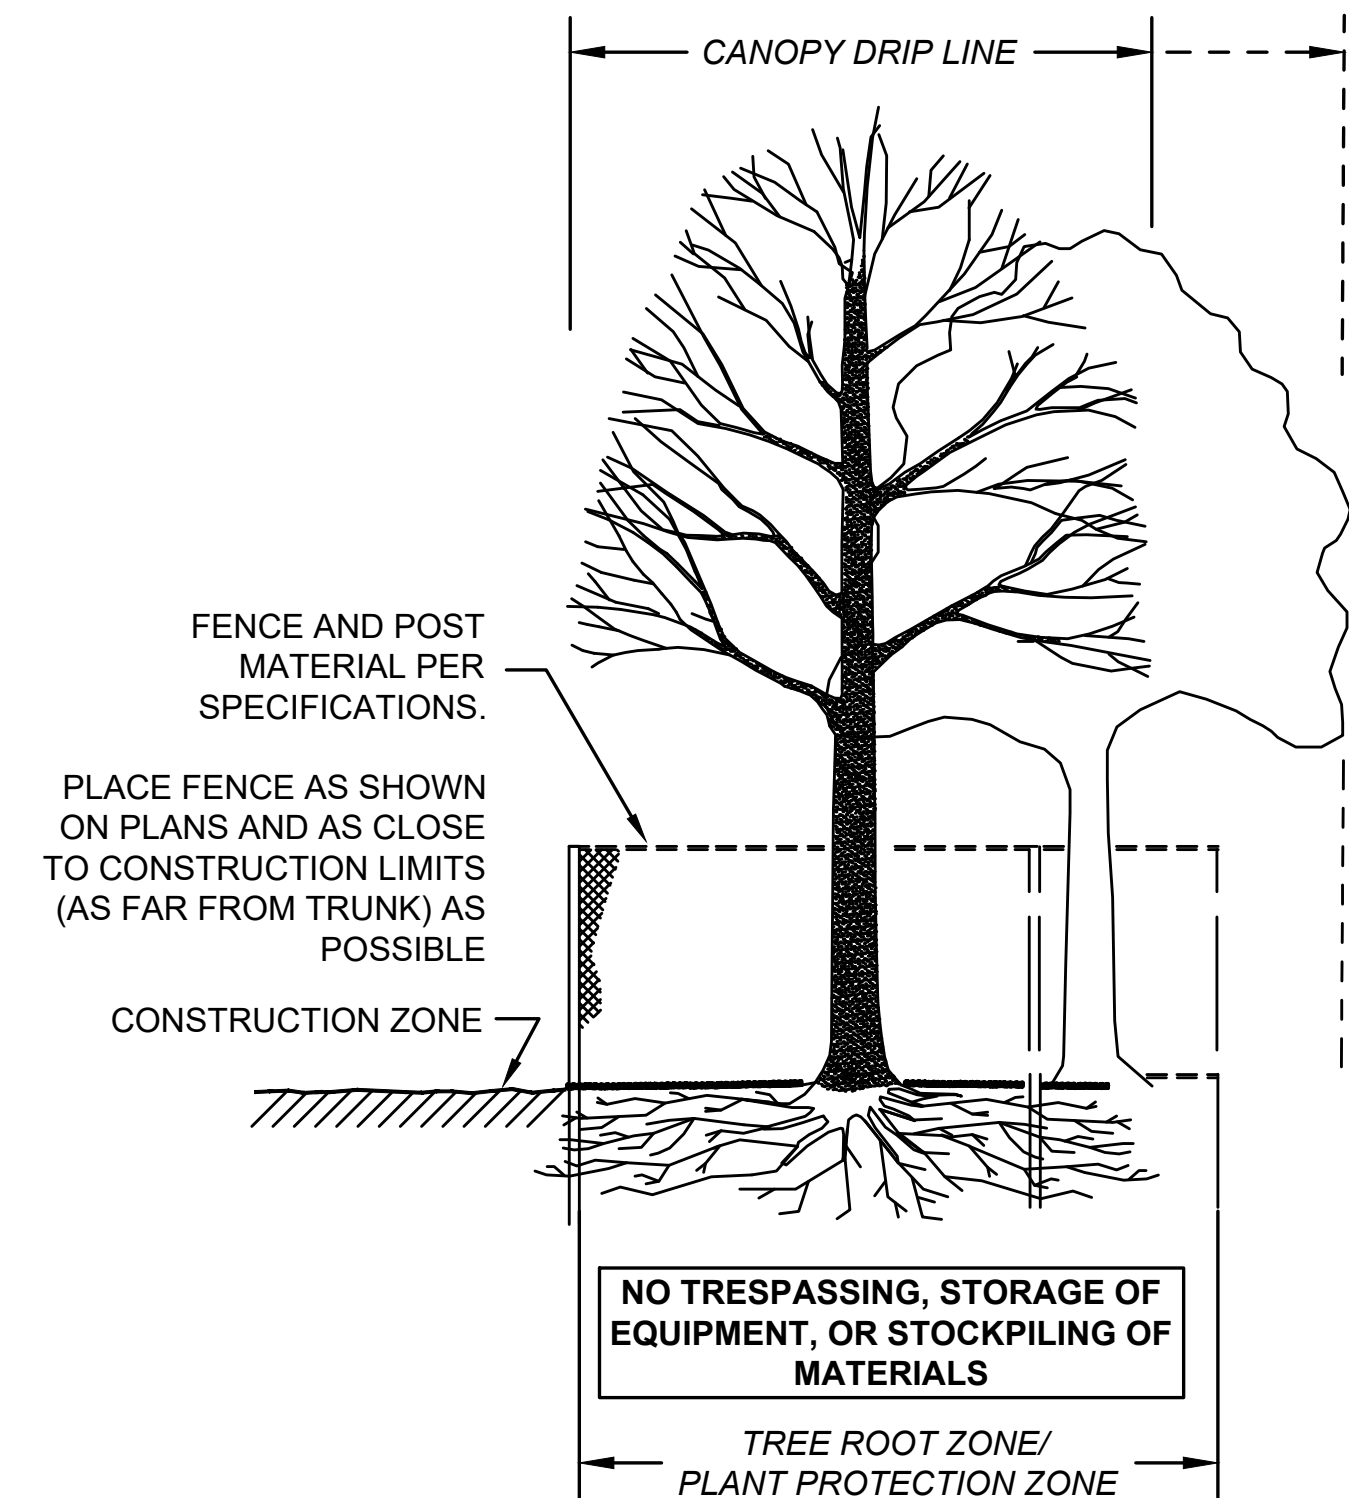 CANOPY DRIP LINE
FENCE AND POST
MATERIAL PER
SPECIFICATIONS.
PLACE FENCE AS SHOWN
ON PLANS AND AS CLOSE
TO CONSTRUCTION LIMITS
(AS FAR FROM TRUNK) AS
POSSIBLE
CONSTRUCTION ZONE
NO TRESPASSING, STORAGE OF
EQUIPMENT, OR STOCKPILING OF
MATERIALS
TREE ROOT ZONE/
PLANT PROTECTION ZONE